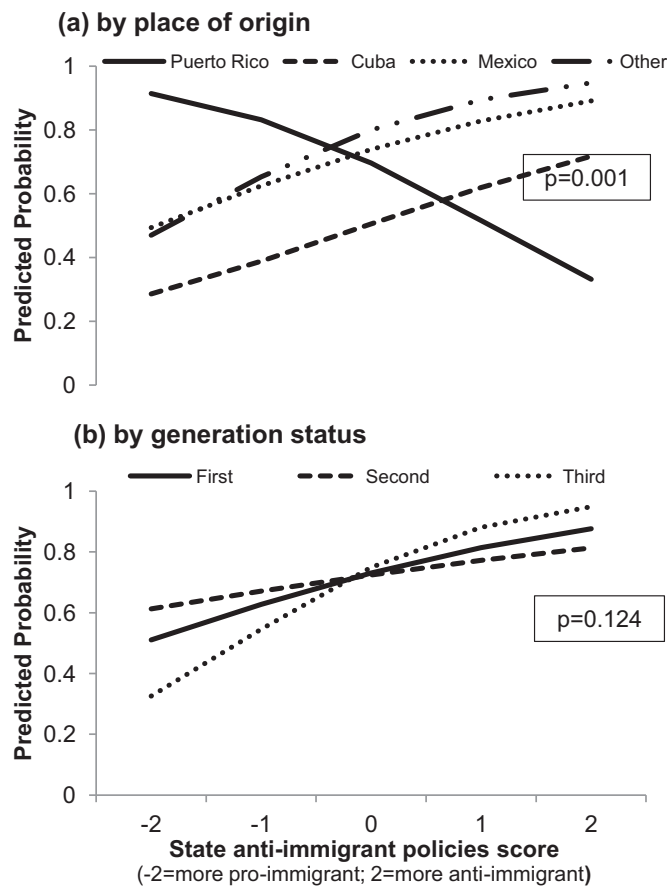 (a) by place of origin
Puerto Rico Cuba Mexico Other
1
0.8
0.6
0.4
0.2
0
Predicted Probability
p=0.001
(b) by generation status
First Second Third
1
0.8
0.6
0.4
0.2
0
Predicted Probability
p=0.124
-2 -1 0 1 2
State anti-immigrant policies score
(-2=more pro-immigrant; 2=more anti-immigrant)